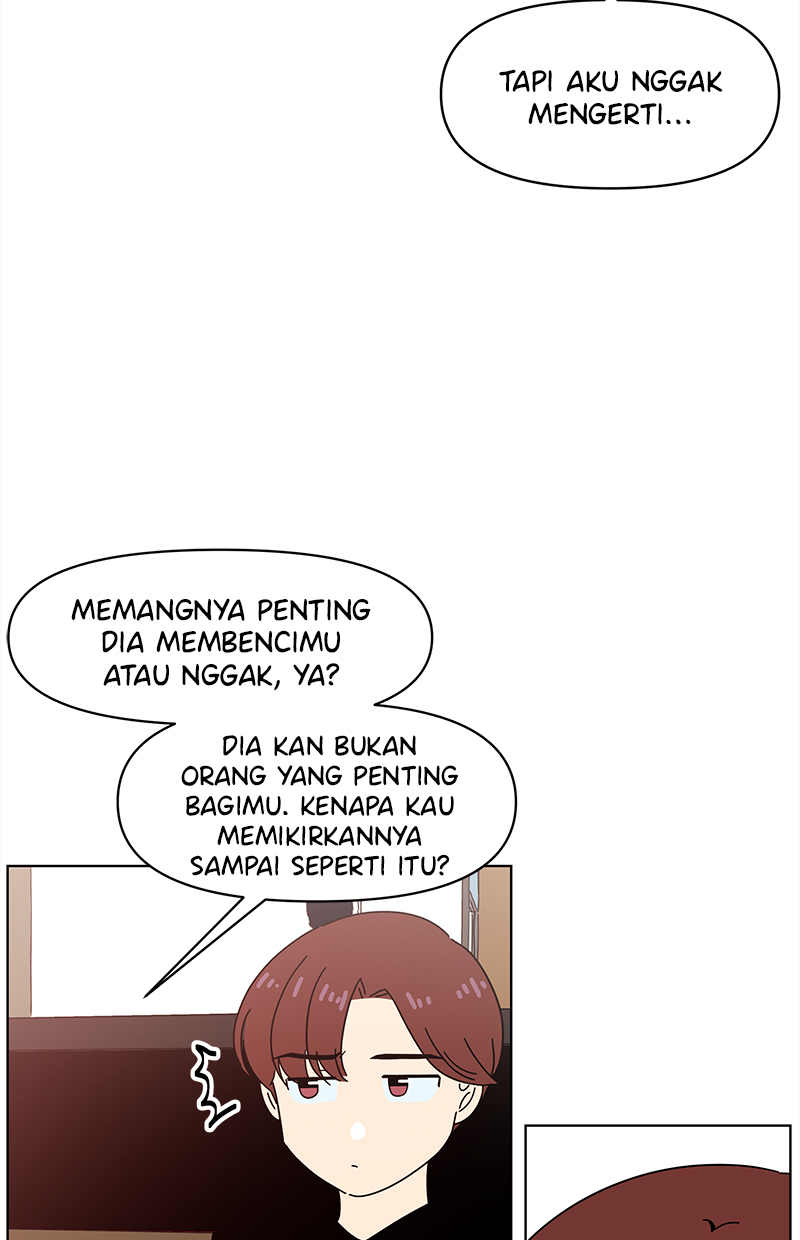 TAPI AKU NGGAK
MENGERTI...
MEMANGNYA PENTING
DIA MEMBENCIMU
ATAU NGGAK, YA?
DIA KAN BUKAN
ORANG YANG PENTING
BAGIMU. KENAPA KAU
MEMIKIRKANNYA
SAMPAI SEPERTI ITU?